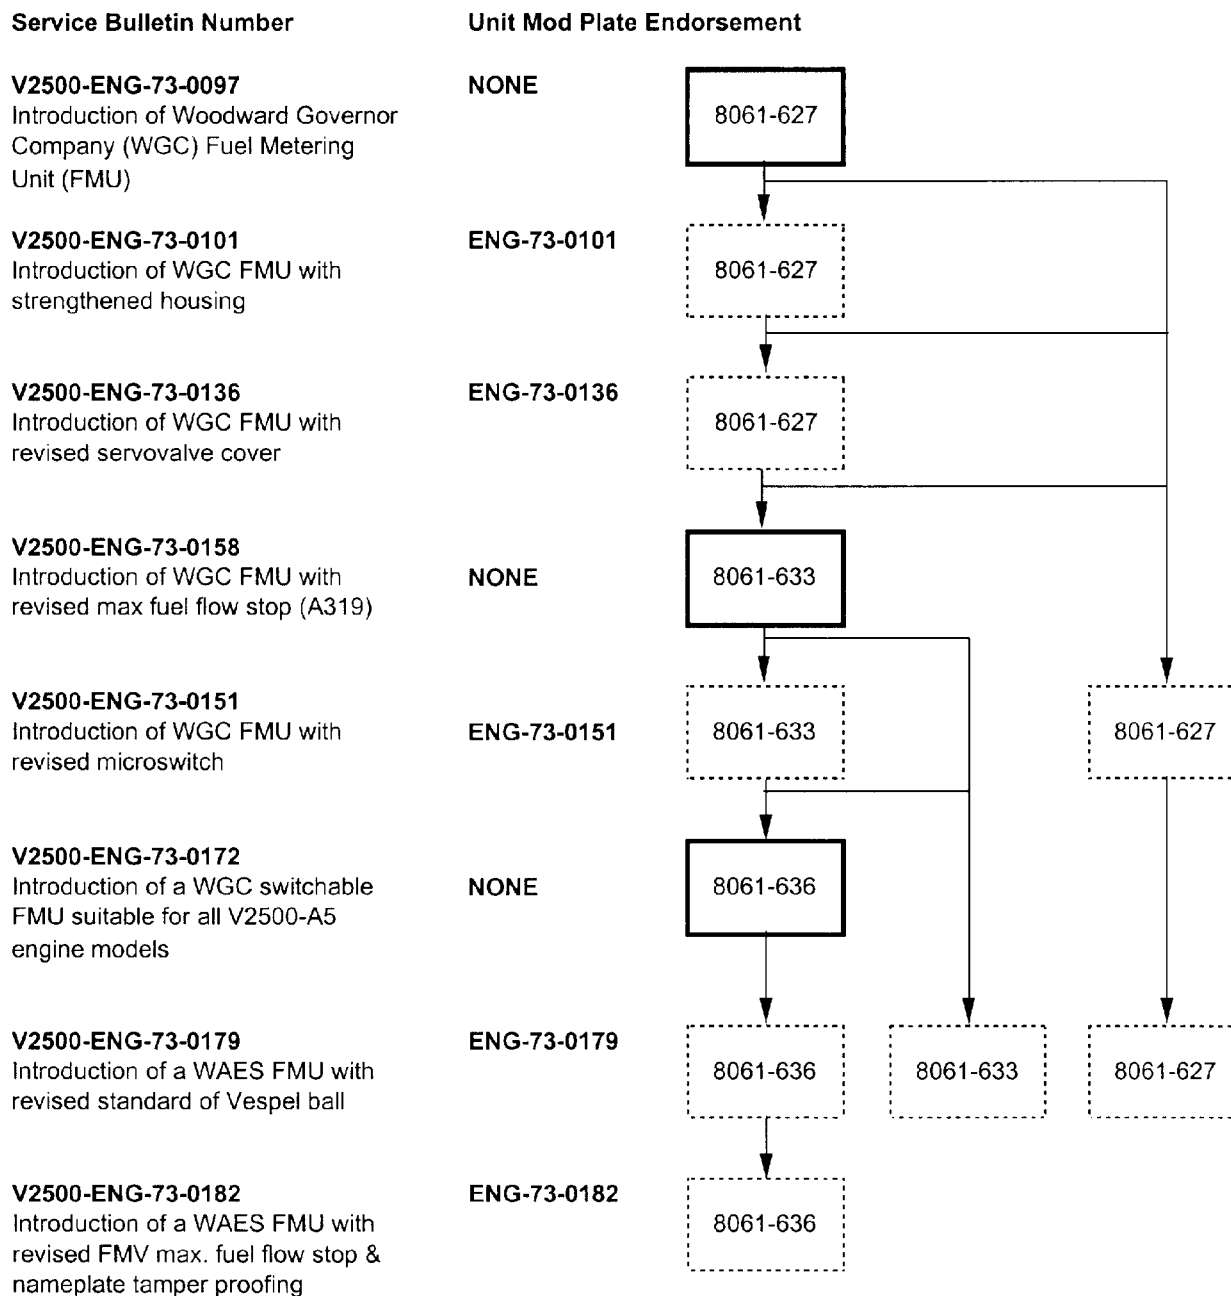 Service Bulletin Number Unit Mod Plate Endorsement
V2500-ENG-73-0097 NONE
Introduction of Woodward Governor
Company (WGC) Fuel Metering
Unit (FMU)
8061-627
V2500-ENG-73-0101 ENG-73-0101
Introduction of WGC FMU with
strengthened housing
8061-627
V2500-ENG-73-0136 ENG-73-0136
Introduction of WGC FMU with
revised servovalve cover
8061-627
V2500-ENG-73-0158
Introduction of WGC FMU with
revised max fuel flow stop (A319)
NONE
8061-633
V2500-ENG-73-0151
Introduction of WGC FMU with
revised microswitch
ENG-73-0151
8061-633
8061-627
V2500-ENG-73-0172
Introduction of a WGC switchable
FMU suitable for all V2500-A5
engine models
NONE
8061-636
V2500-ENG-73-0179 ENG-73-0179
Introduction of a WAES FMU with
revised standard of Vespel ball
8061-636
8061-633
8061-627
V2500-ENG-73-0182 ENG-73-0182
Introduction of a WAES FMU with
revised FMV max. fuel flow stop &
nameplate tamper proofing
8061-636